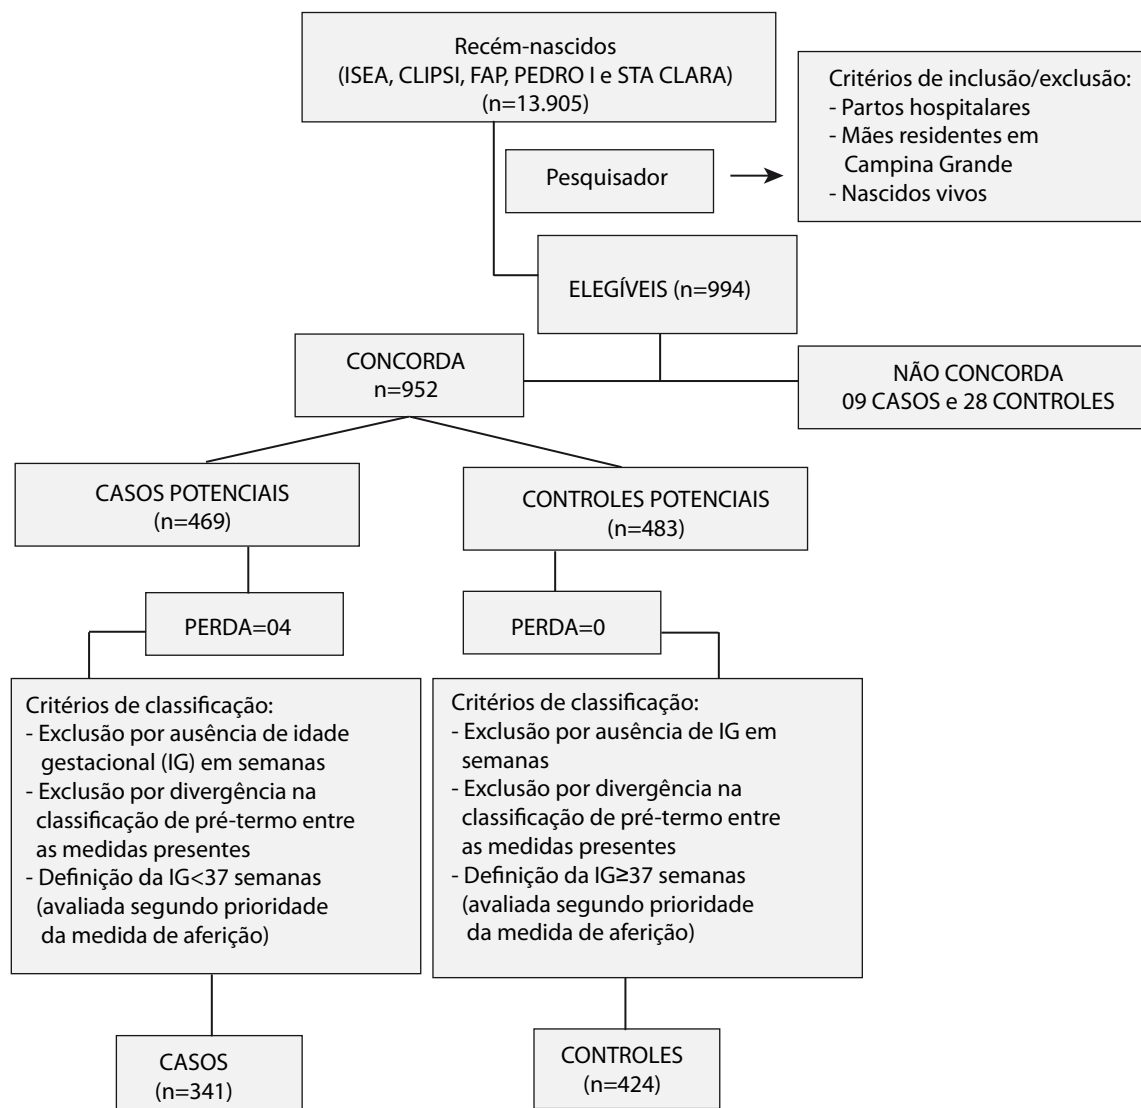 Recém-nascidos
(ISEA, CLIPSI, FAP, PEDRO I e STA CLARA)
(n=13.905)
Critérios de inclusão/exclusão:
- Partos hospitalares
- Mães residentes em
Campina Grande
- Nascidos vivos
Pesquisador
ELEGÍVEIS (n=994)
CONCORDA
n=952
NÃO CONCORDA
09 CASOS e 28 CONTROLES
CASOS POTENCIAIS
(n=469)
CONTROLES POTENCIAIS
(n=483)
PERDA=04
PERDA=0
Critérios de classificação:
- Exclusão por ausência de idade
gestacional (IG) em semanas
- Exclusão por divergência na
classificação de pré-termo entre
as medidas presentes
- Definição da IG<37 semanas
(avaliada segundo prioridade
da medida de aferição)
Critérios de classificação:
- Exclusão por ausência de IG em
semanas
- Exclusão por divergência na
classificação de pré-termo entre
as medidas presentes
- Definição da IG≥37 semanas
(avaliada segundo prioridade
da medida de aferição)
CASOS
(n=341)
CONTROLES
(n=424)